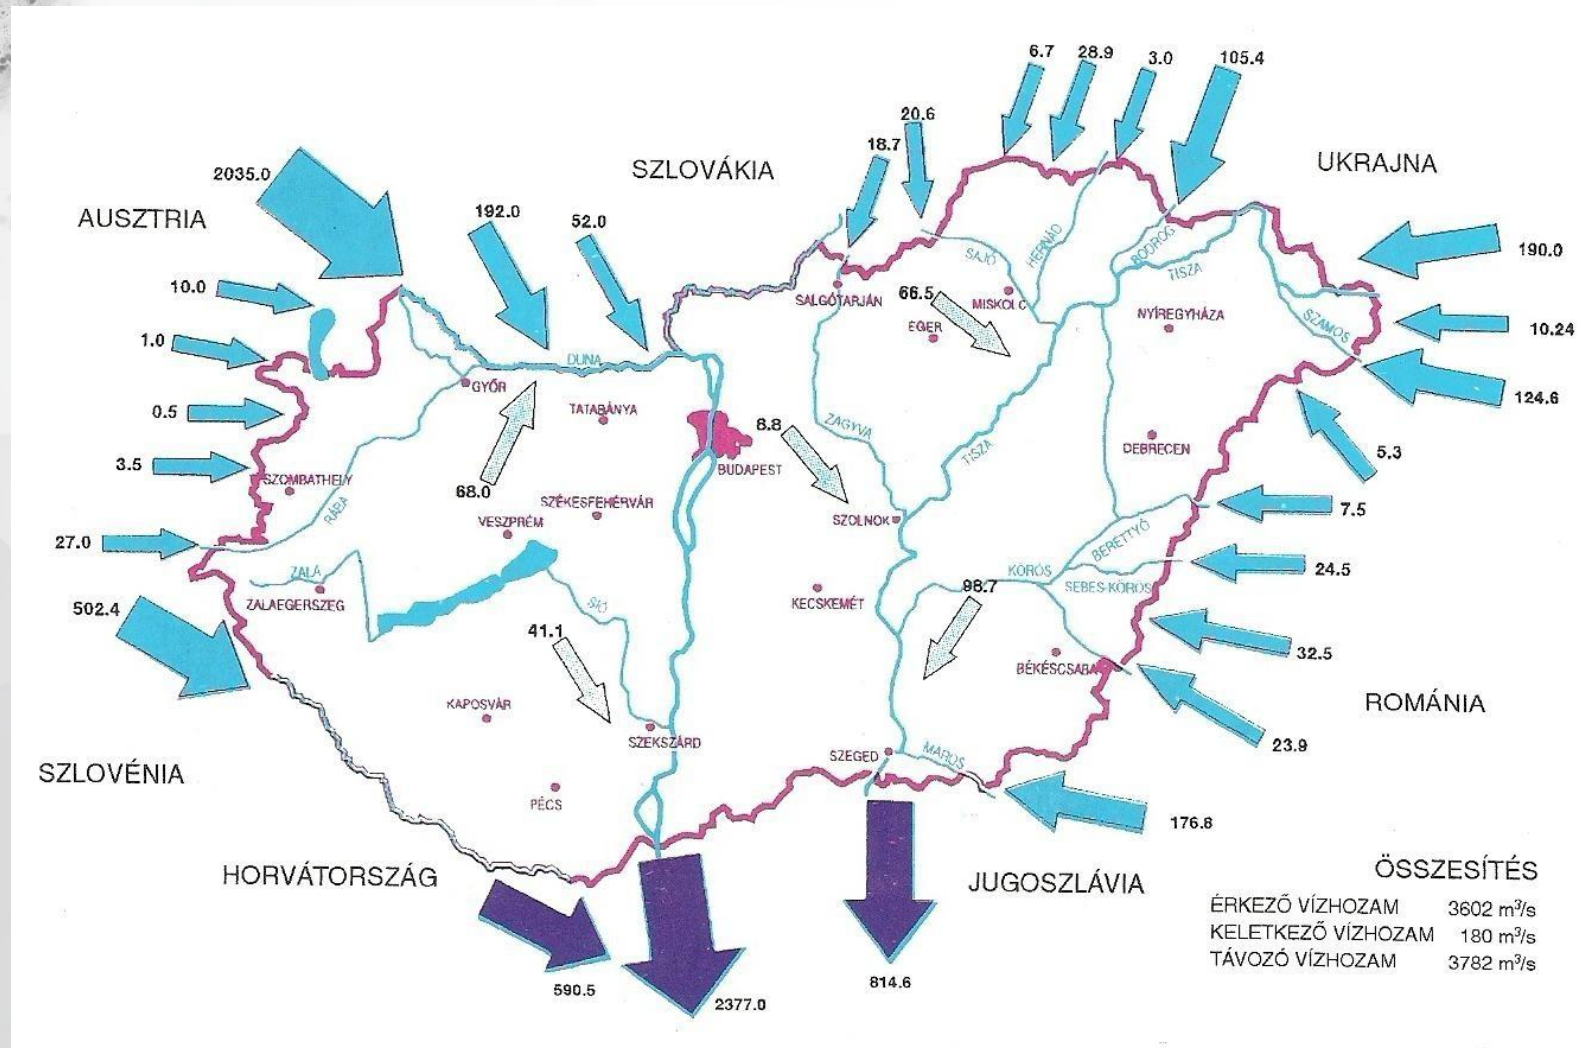 6.7
28.9
3.0
105.4
20.6
18.7
SZLOVÁKIA
UKRAJNA
2035.0
AUSZTRIA
192.0
52.0
190.0
10.0
SAJÓ
HERNÁD
BODROG
TISZA
SALGÓTARJÁN
66.5
MISKOLC
EGER
NYÍREGYHÁZA
SZAMOS
10.24
1.0
DUNA
GYŐR
124.6
0.5
TATABÁNYA
8.8
ZAGYVA
TISZA
DEBRECEN
5.3
3.5
SZOMBATHELY
BUDAPEST
68.0
RÁBA
SZÉKESFEHÉRVÁR
VESZPRÉM
SZOLNOK
7.5
27.0
BERETTYÓ
ZALA
KÖRÖS
24.5
SEBES-KÖRÖS
98.7
502.4
ZALAEGERSZEG
SIÓ
KECSKEMÉT
41.1
32.5
BÉKÉSCSABA
KAPOSVÁR
ROMÁNIA
SZEKSZÁRD
23.9
SZEGED
MAROS
SZLOVÉNIA
PÉCS
176.8
HORVÁTORSZÁG
JUGOSZLÁVIA
590.5
2377.0
814.6
ÖSSZESÍTÉS
ÉRKEZŐ VÍZHOZAM 3602 m³/s
KELETKEZŐ VÍZHOZAM 180 m³/s
TÁVOZÓ VÍZHOZAM 3782 m³/s